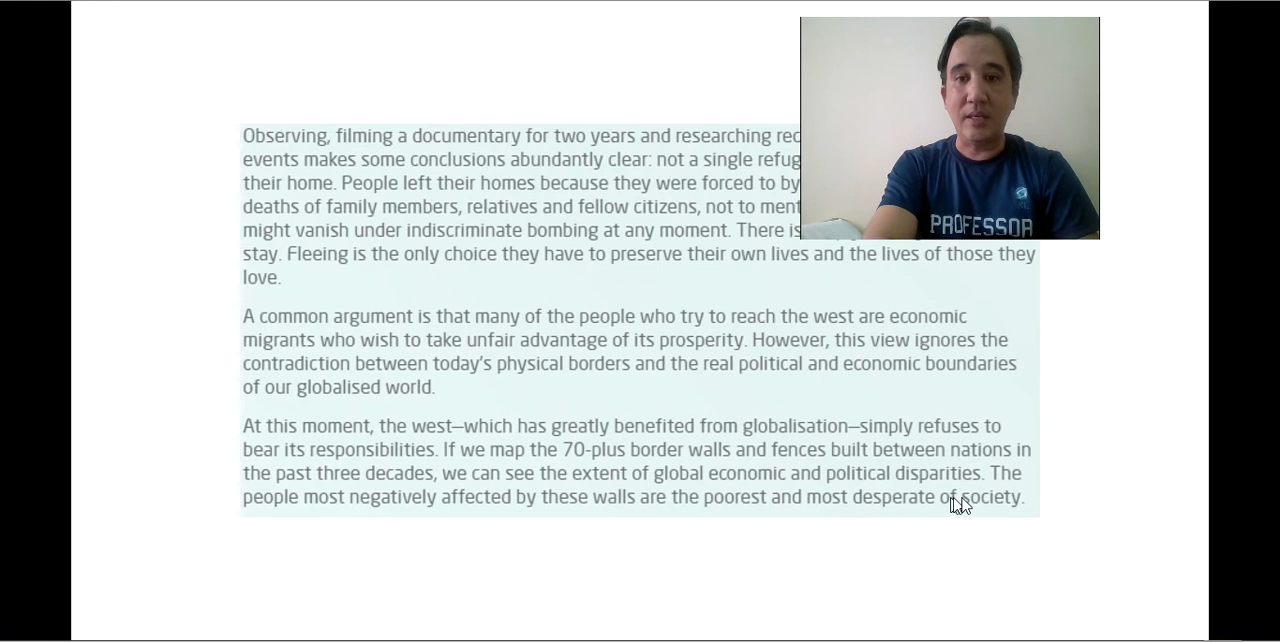 Observing, filming a documentary for two years and researching
events makes some conclusions abundantly clear: not a single
their home. People left their homes because they were forced to by
deaths of family members, relatives and fellow citizens, not to
might vanish under indiscriminate bombing at any moment. There is
stay. Fleeing is the only choice they have to preserve their own lives and the lives of those they
love.
A common argument is that many of the people who try to reach the west are economic
migrants who wish to take unfair advantage of its prosperity. However, this view ignores the
contradiction between today's physical borders and the real political and economic boundaries
of our globalised world.
At this moment, the west—which has greatly benefited from globalisation—simply refuses to
bear its responsibilities. If we map the 70-plus border walls and fences built between nations in
the past three decades, we can see the extent of global economic and political disparities. The
people most negatively affected by these walls are the poorest and most desperate of society.
PROFESSOR